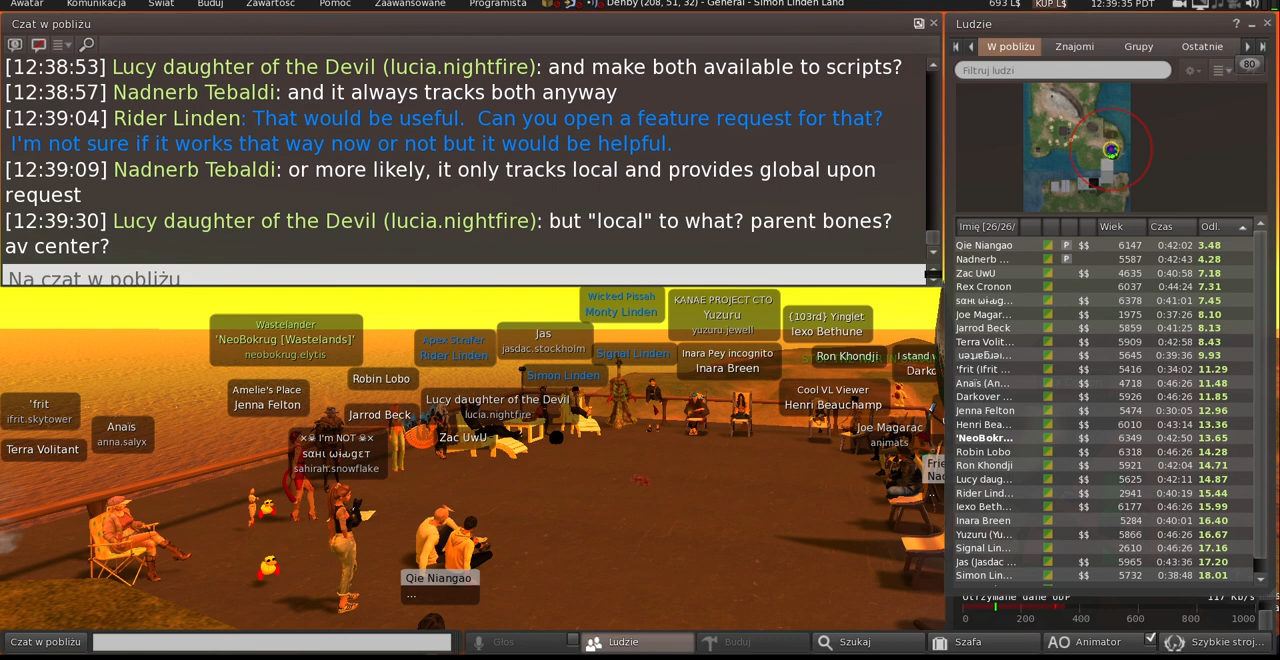 Awatar Komunikacja Świat Buduj Zawartość Pomoc Zaawansowane Programista Denby (208, 51, 32) - General - Simon Linden Land 693 L$ KUP L$ 12:39:35 PDT
Czat w pobliżu
[12:38:53] Lucy daughter of the Devil (lucia.nightfire): and make both available to scripts?
[12:38:57] Nadnerb Tebaldi: and it always tracks both anyway
[12:39:04] Rider Linden: That would be useful. Can you open a feature request for that?
I'm not sure if it works that way now or not but it would be helpful.
[12:39:09] Nadnerb Tebaldi: or more likely, it only tracks local and provides global upon
request
[12:39:30] Lucy daughter of the Devil (lucia.nightfire): but "local" to what? parent bones?
av center?
Na czat w pobliżu
Ludzie
W pobliżu Znajomi Grupy Ostatnie
Filtruj ludzi
80
Imię [26/26/ Wiek Czas Odl.
Qie Niangao P $$ 6147 0:42:02 3.48
Nadnerb ... P 5587 0:42:43 4.28
Zac UwU $$ 4635 0:40:58 7.18
Rex Cronon 6037 0:44:24 7.31
$$ 6378 0:41:01 7.45
Joe Magar... $$ 1975 0:37:26 8.10
Jarrod Beck $$ 5859 0:41:25 8.13
Terra Volit... $$ 5909 0:42:58 8.43
$$ 5645 0:39:36 9.93
'frit (Ifrit ... $$ 5416 0:34:02 11.29
Anaïs (An... $$ 4718 0:46:26 11.48
Darkover ... $$ 5926 0:46:26 11.85
Jenna Felton $$ 5474 0:30:05 12.96
Henri Bea... $$ 6010 0:43:14 13.36
'NeoBokr... $$ 6349 0:42:50 13.65
Robin Lobo $$ 6318 0:46:26 14.28
Ron Khondji $$ 5921 0:42:04 14.71
Lucy daug... $$ 5625 0:42:11 14.87
Rider Lind... $$ 2941 0:40:19 15.44
Iexo Beth... $$ 6177 0:46:26 15.99
Inara Breen 5284 0:40:01 16.40
Yuzuru (Yu... $$ 5866 0:46:26 16.67
Signal Lin... 2610 0:46:26 17.16
Jas (Jasdac ... $$ 5965 0:43:36 17.20
Simon Lin... $$ 5732 0:38:48 18.01
Otrzymane dane UDP 117 Kb/s
0 200 400 600 800 1000
Wicked Pissah
Monty Linden
KANAE PROJECT CTO
Yuzuru
yuzuru.jewell
{103rd} Yinglet
Iexo Bethune
Wastelander
'NeoBokrug [Wastelands]'
neobokrug.elytis
Apex Strafer
Rider Linden
Jas
jasdac.stockholm
Signal Linden
Inara Pey incognito
Inara Breen
Ron Khondji
I stand
Darko
Simon Linden
Robin Lobo
Amelie's Place
Jenna Felton
Cool VL Viewer
Henri Beauchamp
Lucy daughter of the Devil
lucia.nightfire
Jarrod Beck
'frit
ifrit.skytower
Anaïs
anna.salyx
Terra Volitant
I'm NOT
sahirah.snowflake
Zac UwU
Joe Magarac
animats
Frie
Nac
Qie Niangao
...
Czat w pobliżu Głos Ludzie Buduj Szukaj Szafa AO Animator Szybkie stroj...